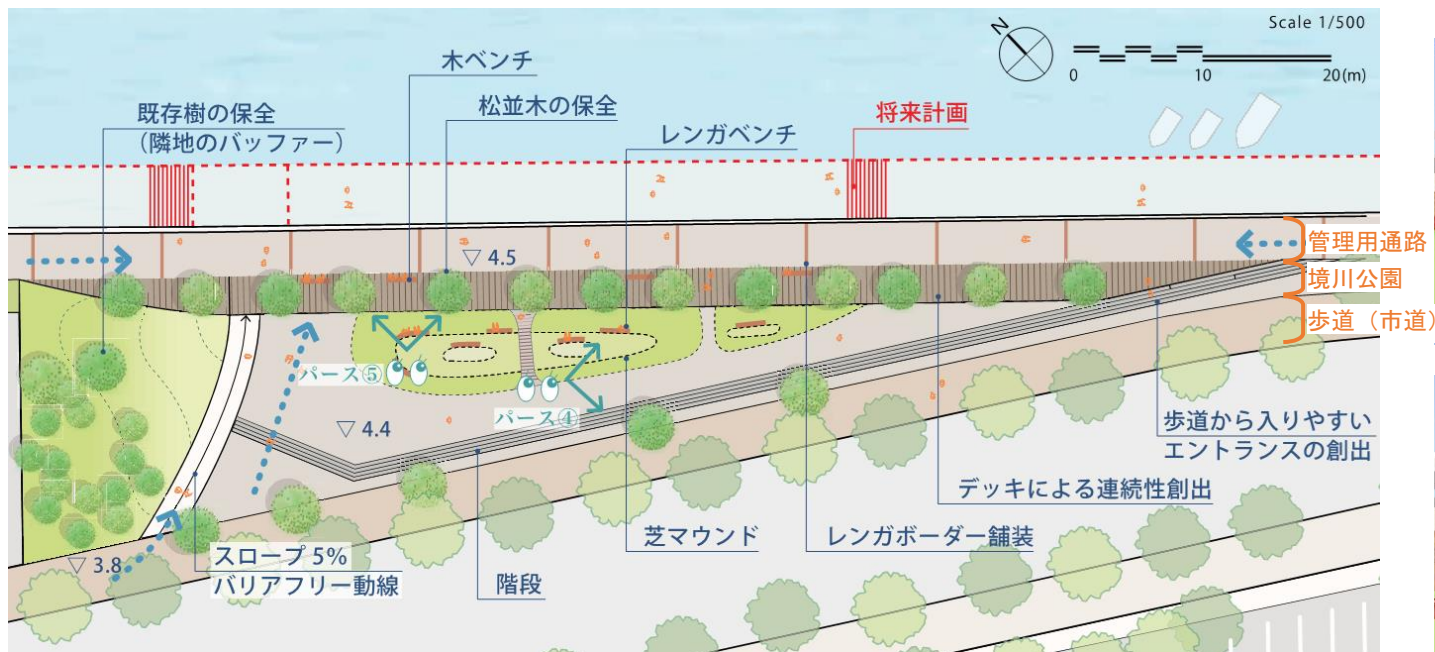 Scale 1/500
N
0 10 20(m)
木ベンチ
既存樹の保全
(隣地のバッファー)
松並木の保全
レンガベンチ
将来計画
管理用通路
境川公園
歩道（市道）
▽ 4.5
パース⑤
パース④
▽ 4.4
歩道から入りやすい
エントランスの創出
デッキによる連続性創出
芝マウンド
レンガボーダー舗装
▽ 3.8
スロープ 5%
バリアフリー動線
階段